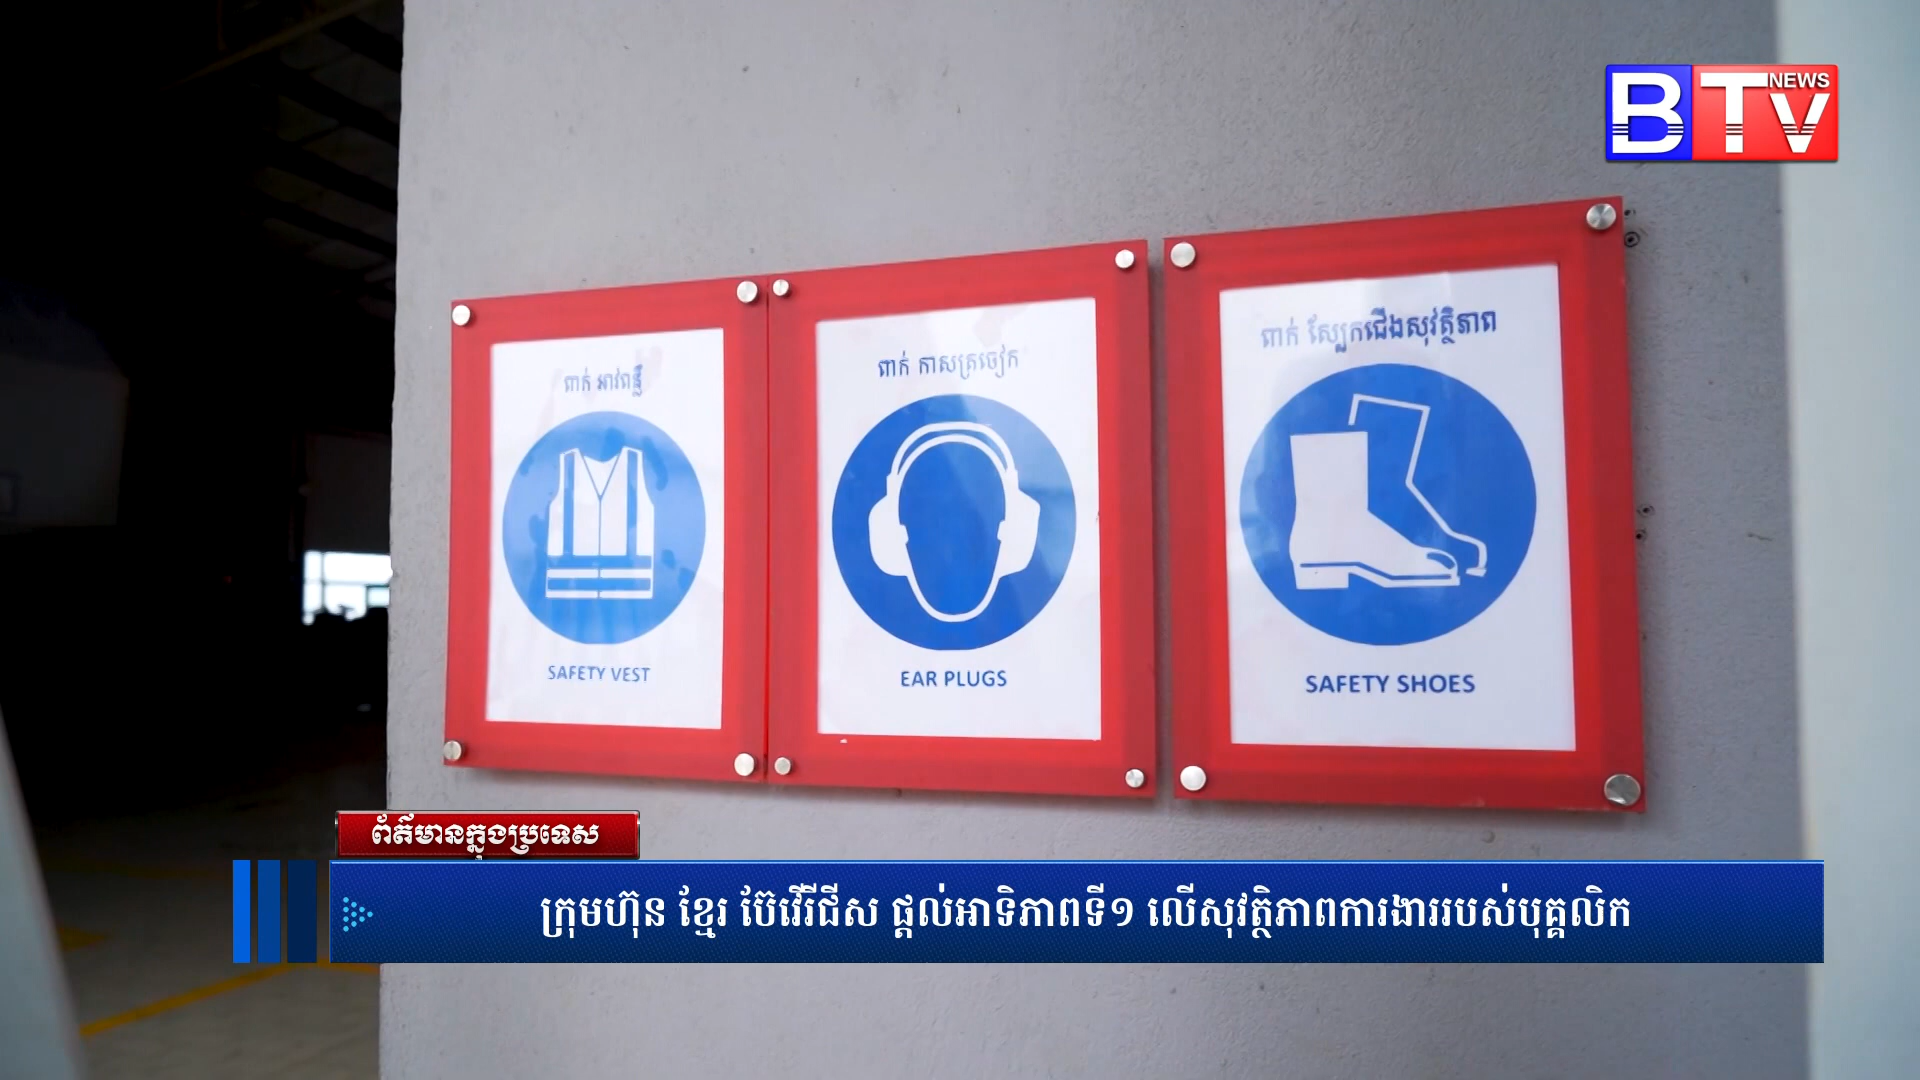 BTV NEWS
ពាក់ ស្បែកជើងសុវត្ថិភាព
ពាក់ កាសត្រចៀក
ពាក់ អាវពន្លឺ
SAFETY VEST
EAR PLUGS
SAFETY SHOES
ព័ត៌មានក្នុងប្រទេស
ក្រុមហ៊ុន ខ្មែរ ប៊ែវើរីជីស ផ្ដល់អាទិភាពទី១ លើសុវត្ថិភាពការងាររបស់បុគ្គលិក